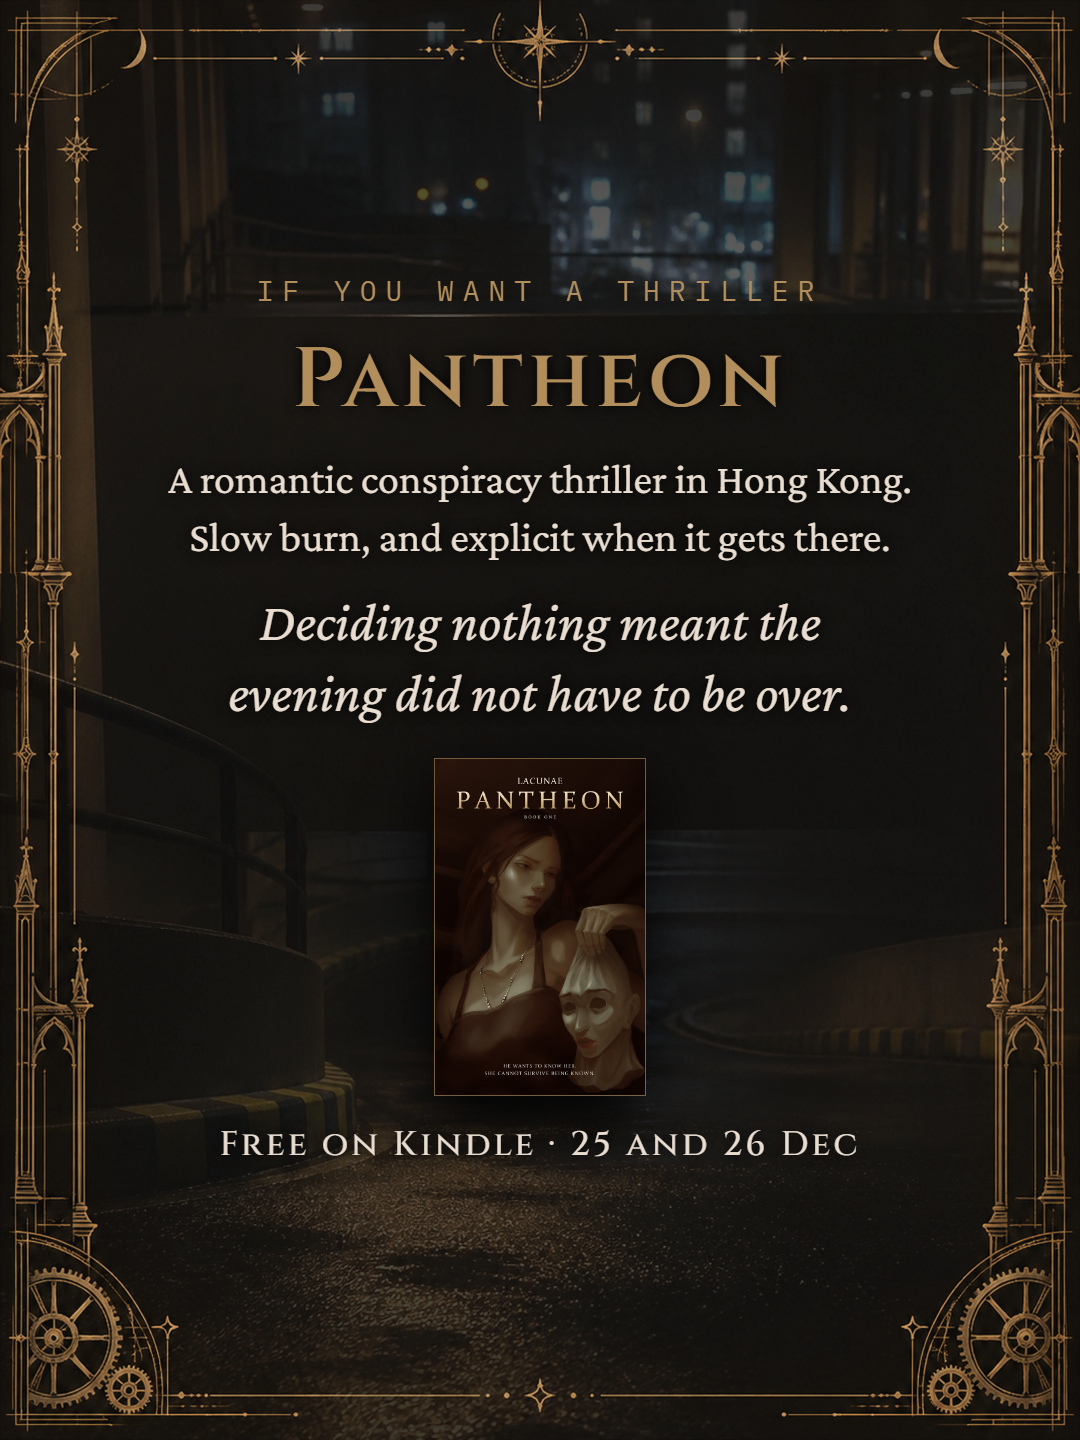 IF YOU WANT A THRILLER
PANTHEON
A romantic conspiracy thriller in Hong Kong.
Slow burn, and explicit when it gets there.
Deciding nothing meant the
evening did not have to be over.
LACUNAE
PANTHEON
BOOK ONE
HE WANTS TO KNOW HER.
SHE CANNOT SURVIVE BEING KNOWN.
FREE ON KINDLE · 25 AND 26 DEC